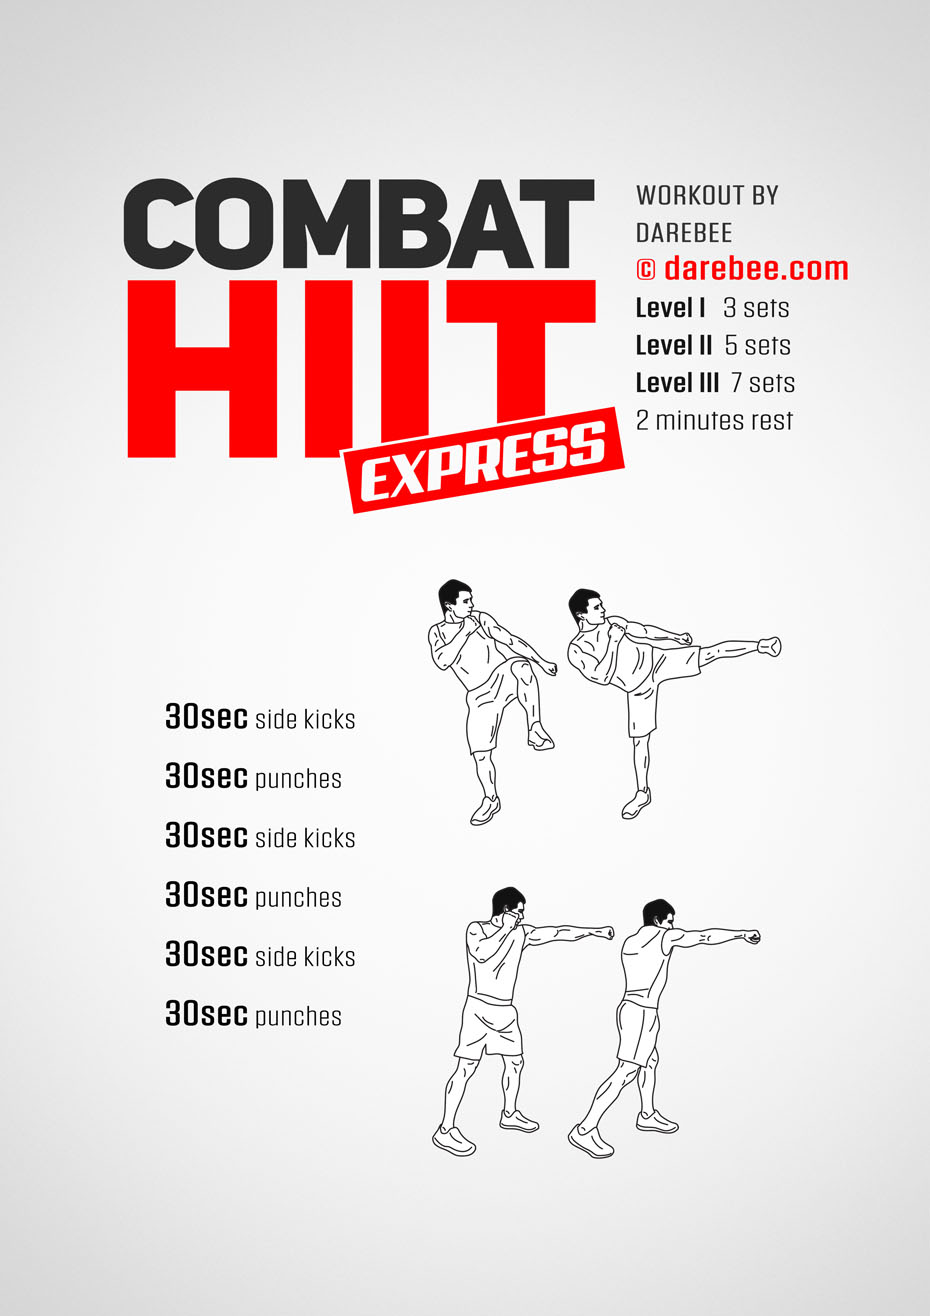 COMBAT
HIIT
EXPRESS
WORKOUT BY
DAREBEE
© darebee.com
Level I 3 sets
Level II 5 sets
Level III 7 sets
2 minutes rest
30sec side kicks
30sec punches
30sec side kicks
30sec punches
30sec side kicks
30sec punches